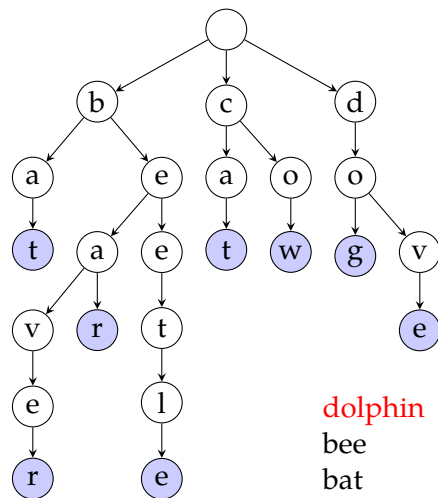 b c d
a e a o o
t a e t w g v
v r t e
e l
r e
dolphin
bee
bat